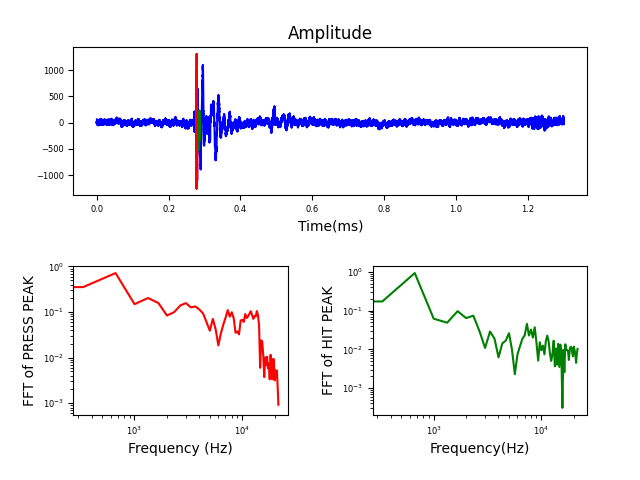 Amplitude
1000
500
0
−500
−1000
0.0 0.2 0.4 0.6 0.8 1.0 1.2
Time(ms)
FFT of PRESS PEAK
10⁰
10⁻¹
10⁻²
10⁻³
10³ 10⁴
Frequency (Hz)
FFT of HIT PEAK
10⁰
10⁻¹
10⁻²
10⁻³
10³ 10⁴
Frequency(Hz)